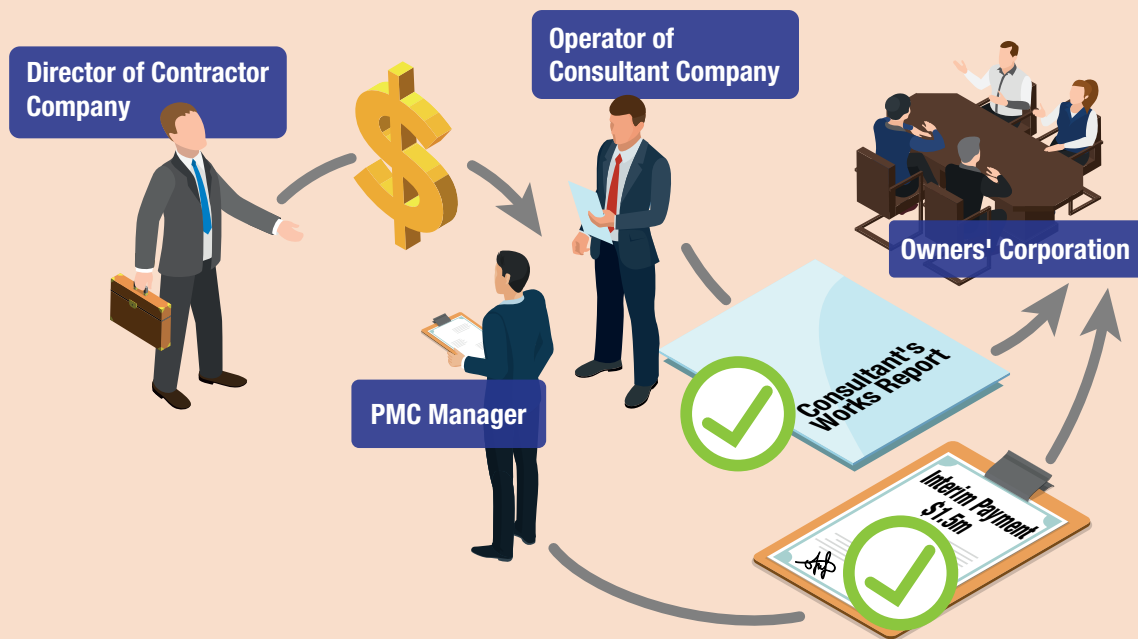 Director of Contractor
Company
Operator of
Consultant Company
Owners' Corporation
PMC Manager
Consultant's
Works Report
Interim Payment
$1.5m